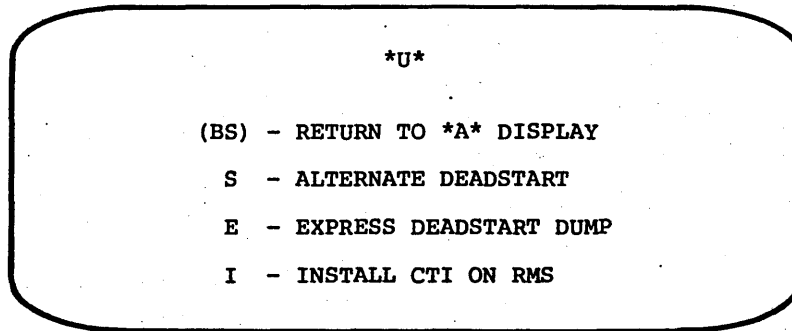 *U*
(BS) - RETURN TO *A* DISPLAY
S - ALTERNATE DEADSTART
E - EXPRESS DEADSTART DUMP
I - INSTALL CTI ON RMS